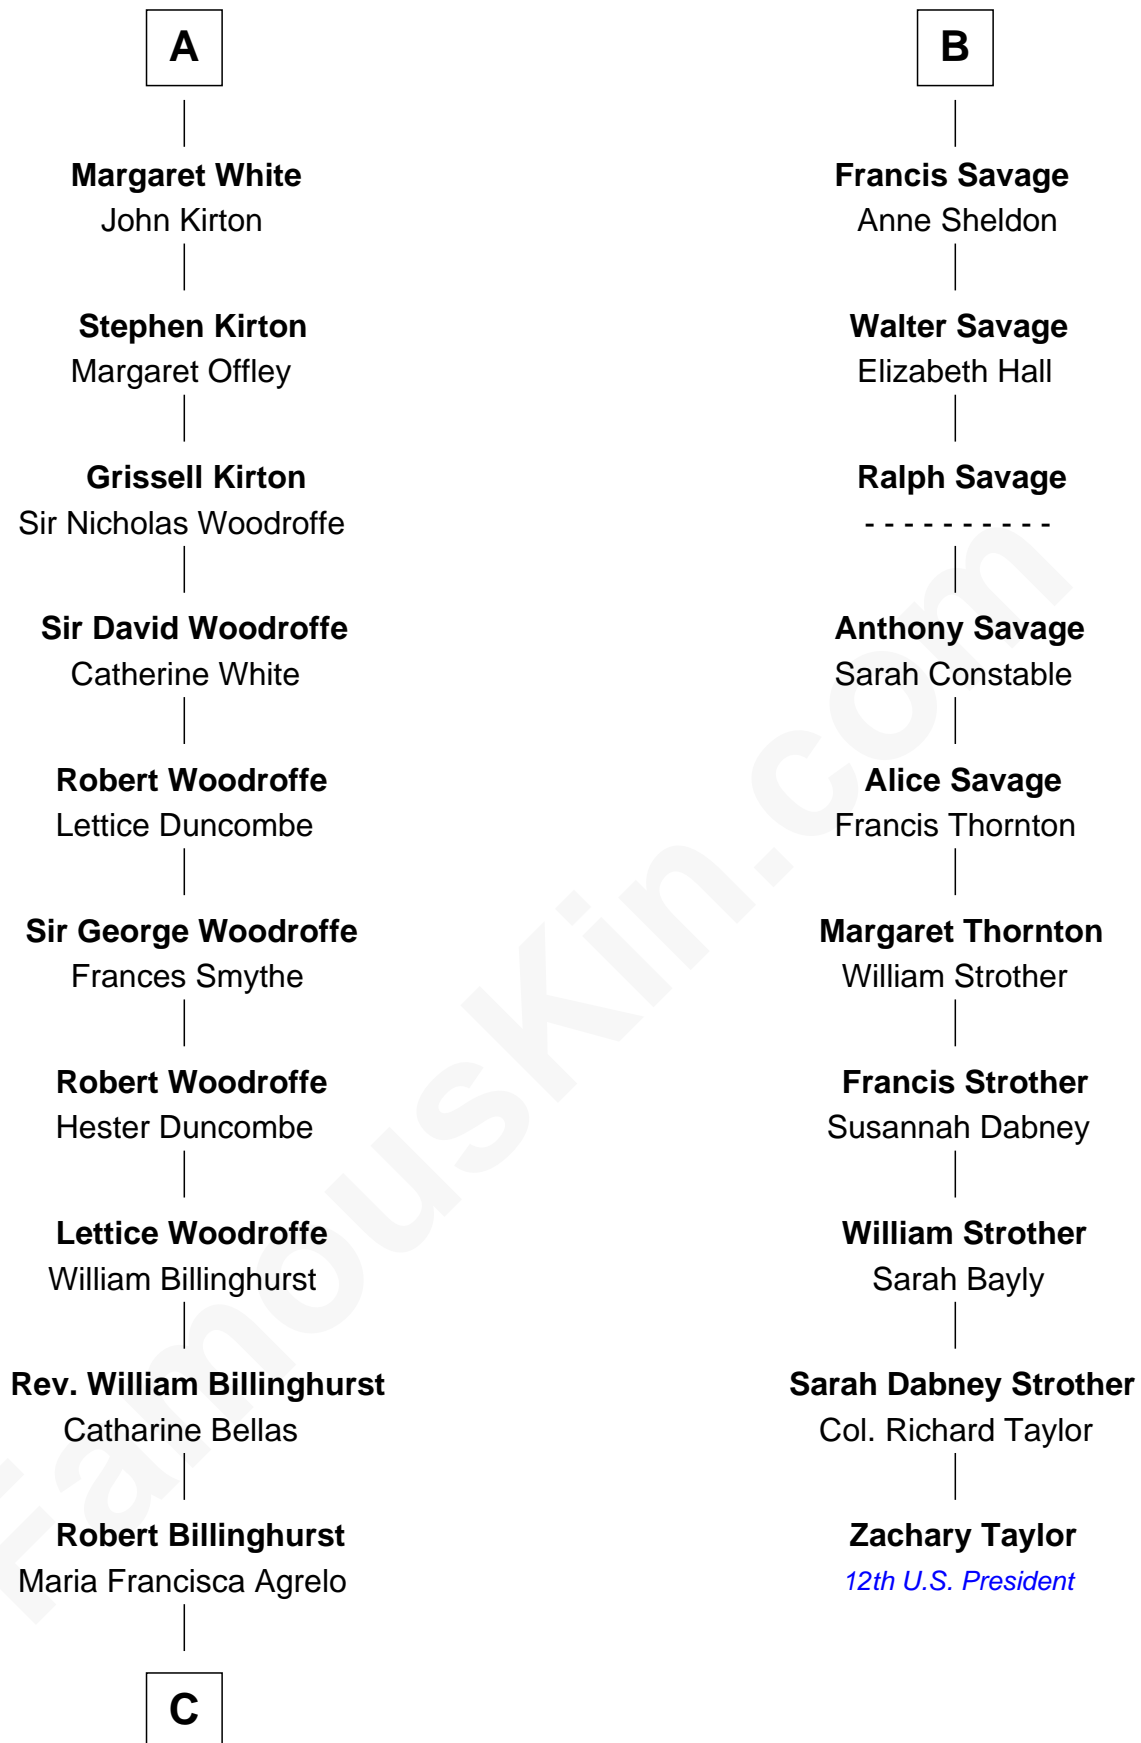 A
Margaret White
John Kirton
Stephen Kirton
Margaret Offley
Grissell Kirton
Sir Nicholas Woodroffe
Sir David Woodroffe
Catherine White
Robert Woodroffe
Lettice Duncombe
Sir George Woodroffe
Frances Smythe
Robert Woodroffe
Hester Duncombe
Lettice Woodroffe
William Billinghurst
Rev. William Billinghurst
Catharine Bellas
Robert Billinghurst
Maria Francisca Agrelo
C
B
Francis Savage
Anne Sheldon
Walter Savage
Elizabeth Hall
Ralph Savage
- - - - - - - - - -
Anthony Savage
Sarah Constable
Alice Savage
Francis Thornton
Margaret Thornton
William Strother
Francis Strother
Susannah Dabney
William Strother
Sarah Bayly
Sarah Dabney Strother
Col. Richard Taylor
Zachary Taylor
12th U.S. President
FamousKin.com